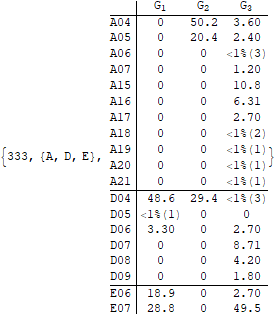 G₁ G₂ G₃
A04 0 50.2 3.60
A05 0 20.4 2.40
A06 0 0 <1%(3)
A07 0 0 1.20
A15 0 0 10.8
A16 0 0 6.31
A17 0 0 2.70
A18 0 0 <1%(2)
A19 0 0 <1%(1)
{333, {A, D, E}, }
A20 0 0 <1%(1)
A21 0 0 <1%(1)
D04 48.6 29.4 <1%(3)
D05 <1%(1) 0 0
D06 3.30 0 2.70
D07 0 0 8.71
D08 0 0 4.20
D09 0 0 1.80
E06 18.9 0 2.70
E07 28.8 0 49.5